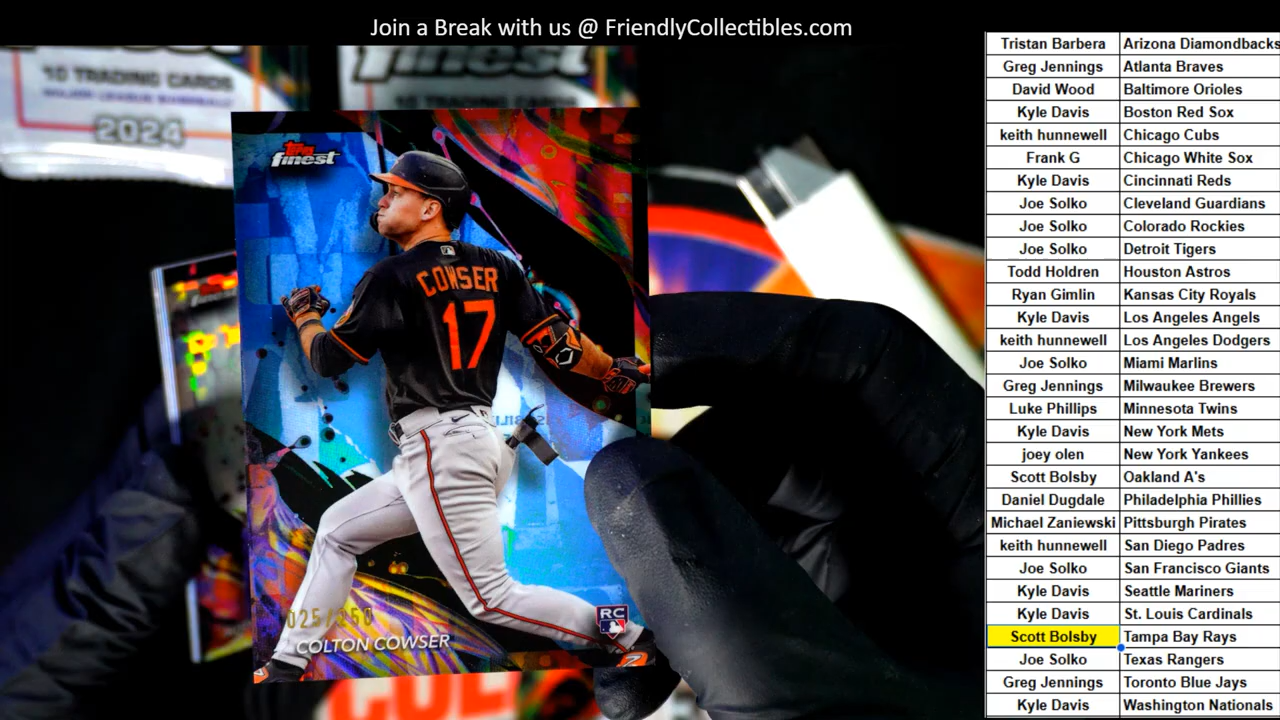 Join a Break with us @ FriendlyCollectibles.com
finest
finest
10 TRADING CARDS
MAJOR LEAGUE BASEBALL
10 TRADING CARDS
2024
Topps
finest
COWSER
17
RC
COLTON COWSER
Tristan Barbera Arizona Diamondbacks
Greg Jennings Atlanta Braves
David Wood Baltimore Orioles
Kyle Davis Boston Red Sox
keith hunnewell Chicago Cubs
Frank G Chicago White Sox
Kyle Davis Cincinnati Reds
Joe Solko Cleveland Guardians
Joe Solko Colorado Rockies
Joe Solko Detroit Tigers
Todd Holdren Houston Astros
Ryan Gimlin Kansas City Royals
Kyle Davis Los Angeles Angels
keith hunnewell Los Angeles Dodgers
Joe Solko Miami Marlins
Greg Jennings Milwaukee Brewers
Luke Phillips Minnesota Twins
Kyle Davis New York Mets
joey olen New York Yankees
Scott Bolsby Oakland A's
Daniel Dugdale Philadelphia Phillies
Michael Zaniewski Pittsburgh Pirates
keith hunnewell San Diego Padres
Joe Solko San Francisco Giants
Kyle Davis Seattle Mariners
Kyle Davis St. Louis Cardinals
Scott Bolsby Tampa Bay Rays
Joe Solko Texas Rangers
Greg Jennings Toronto Blue Jays
Kyle Davis Washington Nationals